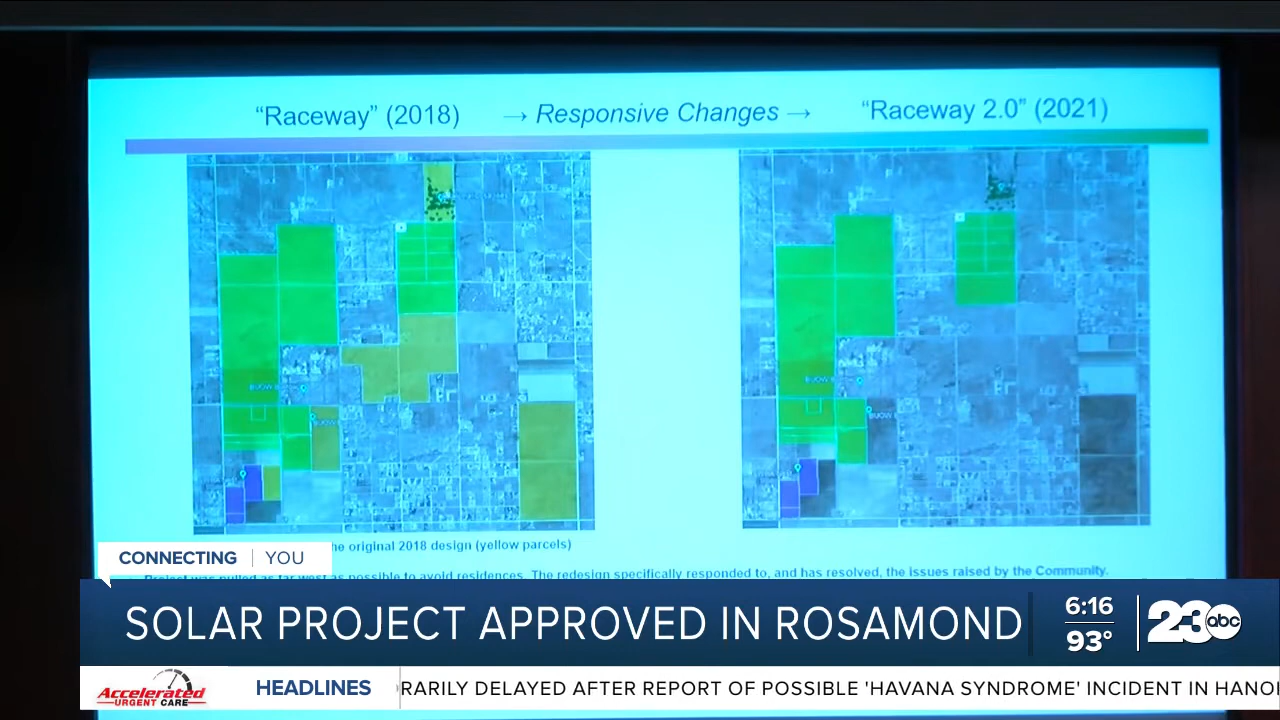 “Raceway” (2018) → Responsive Changes → “Raceway 2.0” (2021)
he original 2018 design (yellow parcels)
Project was pulled as far west as possible to avoid residences. The redesign specifically responded to, and has resolved, the issues raised by the Community.
CONNECTING | YOU
SOLAR PROJECT APPROVED IN ROSAMOND
6:16
93°
23 abc
Accelerated
URGENT CARE
HEADLINES
RARILY DELAYED AFTER REPORT OF POSSIBLE 'HAVANA SYNDROME' INCIDENT IN HANOI